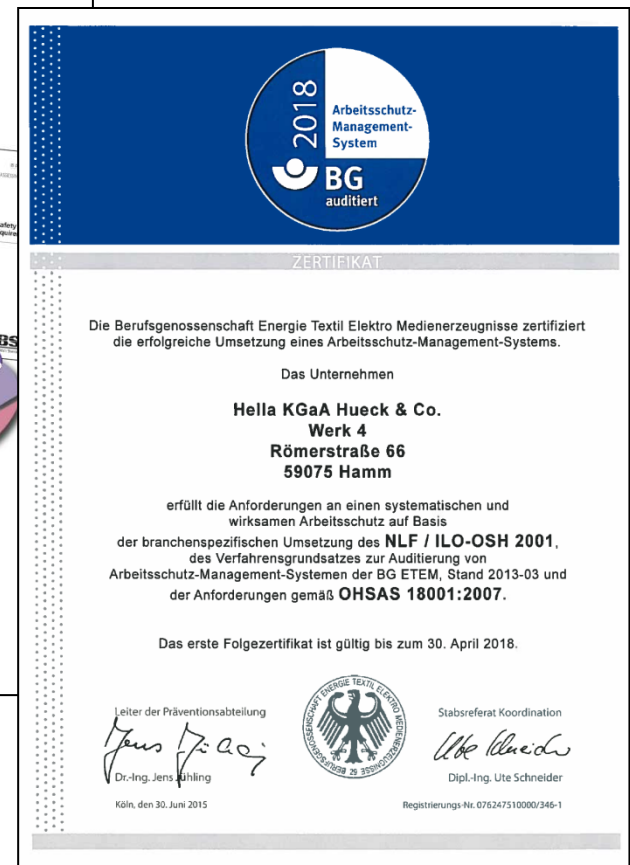 2018
Arbeitsschutz-
Management-
System
BG
auditiert
ZERTIFIKAT
Die Berufsgenossenschaft Energie Textil Elektro Medienerzeugnisse zertifiziert
die erfolgreiche Umsetzung eines Arbeitsschutz-Management-Systems.
Das Unternehmen
Hella KGaA Hueck & Co.
Werk 4
Römerstraße 66
59075 Hamm
erfüllt die Anforderungen an einen systematischen und
wirksamen Arbeitsschutz auf Basis
der branchenspezifischen Umsetzung des NLF / ILO-OSH 2001,
des Verfahrensgrundsatzes zur Auditierung von
Arbeitsschutz-Management-Systemen der BG ETEM, Stand 2013-03 und
der Anforderungen gemäß OHSAS 18001:2007.
Das erste Folgezertifikat ist gültig bis zum 30. April 2018.
Leiter der Präventionsabteilung
Dr.-Ing. Jens Jühling
Köln, den 30. Juni 2015
BERUFSGENOSSENSCHAFT ENERGIE TEXTIL ELEKTRO MEDIENERZEUGNISSE
Stabsreferat Koordination
Dipl.-Ing. Ute Schneider
Registrierungs-Nr. 076247510000/346-1